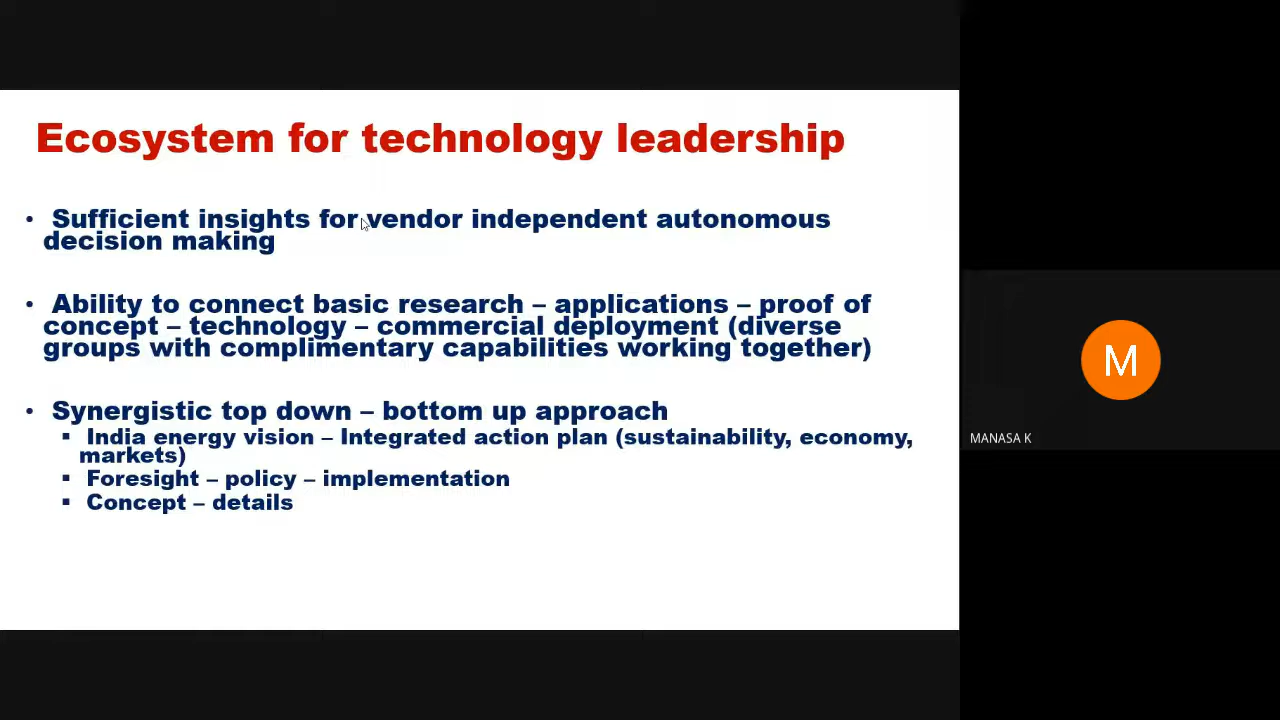 Ecosystem for technology leadership
• Sufficient insights for vendor independent autonomous
decision making
• Ability to connect basic research – applications – proof of
concept – technology – commercial deployment (diverse
groups with complimentary capabilities working together)
• Synergistic top down – bottom up approach
▪ India energy vision – Integrated action plan (sustainability, economy,
markets)
▪ Foresight – policy – implementation
▪ Concept – details
M
MANASA K